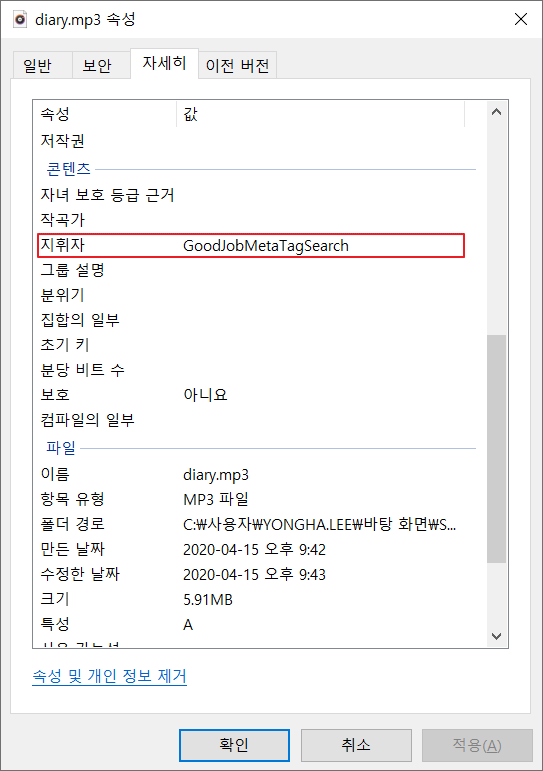 diary.mp3 속성
일반 보안 자세히 이전 버전
속성 값
저작권
콘텐츠
자녀 보호 등급 근거
작곡가
지휘자 GoodJobMetaTagSearch
그룹 설명
분위기
집합의 일부
초기 키
분당 비트 수
보호 아니요
컴파일의 일부
파일
이름 diary.mp3
항목 유형 MP3 파일
폴더 경로 C:₩사용자₩YONGHA.LEE₩바탕 화면₩S...
만든 날짜 2020-04-15 오후 9:42
수정한 날짜 2020-04-15 오후 9:43
크기 5.91MB
특성 A
속성 및 개인 정보 제거
확인 취소 적용(A)